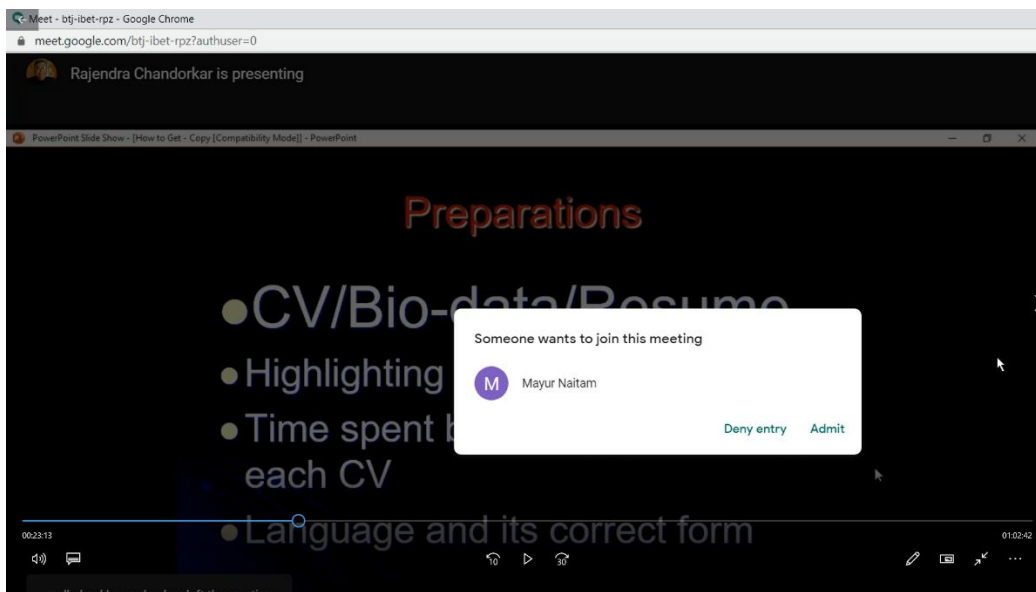 Meet - btj-ibet-rpz - Google Chrome
meet.google.com/btj-ibet-rpz?authuser=0
Rajendra Chandorkar is presenting
PowerPoint Slide Show - [How to Get - Copy [Compatibility Mode]] - PowerPoint
Preparations
CV/Bio-data/Resume
Highlighting
Time spent
each CV
Language and its correct form
Someone wants to join this meeting
M
Mayur Naitam
Deny entry Admit
00:23:13
01:02:42
10
30